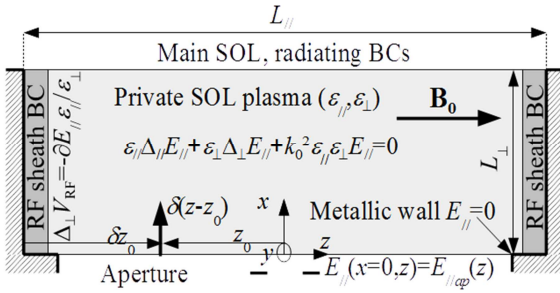 L//
Main SOL, radiating BCs
RF sheath BC
Δ⊥VRF=-∂E//ε///ε⊥
Private SOL plasma (ε//,ε⊥)
B0
ε//Δ//E//+ε⊥Δ⊥E//+k0²ε//ε⊥E//=0
L⊥
RF sheath BC
δ(z-z0)
x
Metallic wall E//=0
δz0
z0
y
z
Aperture
E//(x=0,z)=E//ap(z)